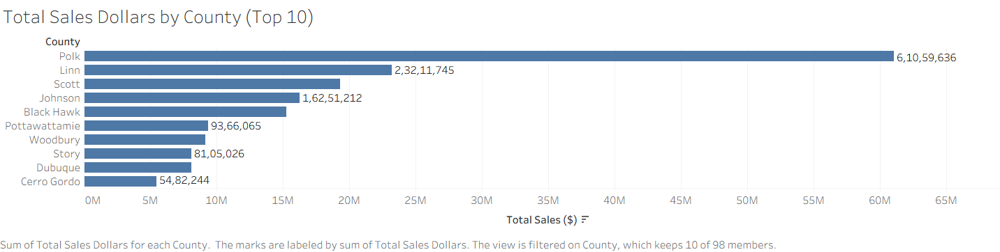 Total Sales Dollars by County (Top 10)
County
Polk 6,10,59,636
Linn 2,32,11,745
Scott
Johnson 1,62,51,212
Black Hawk
Pottawattamie 93,66,065
Woodbury
Story 81,05,026
Dubuque
Cerro Gordo 54,82,244
0M 5M 10M 15M 20M 25M 30M 35M 40M 45M 50M 55M 60M 65M
Total Sales ($)
Sum of Total Sales Dollars for each County. The marks are labeled by sum of Total Sales Dollars. The view is filtered on County, which keeps 10 of 98 members.